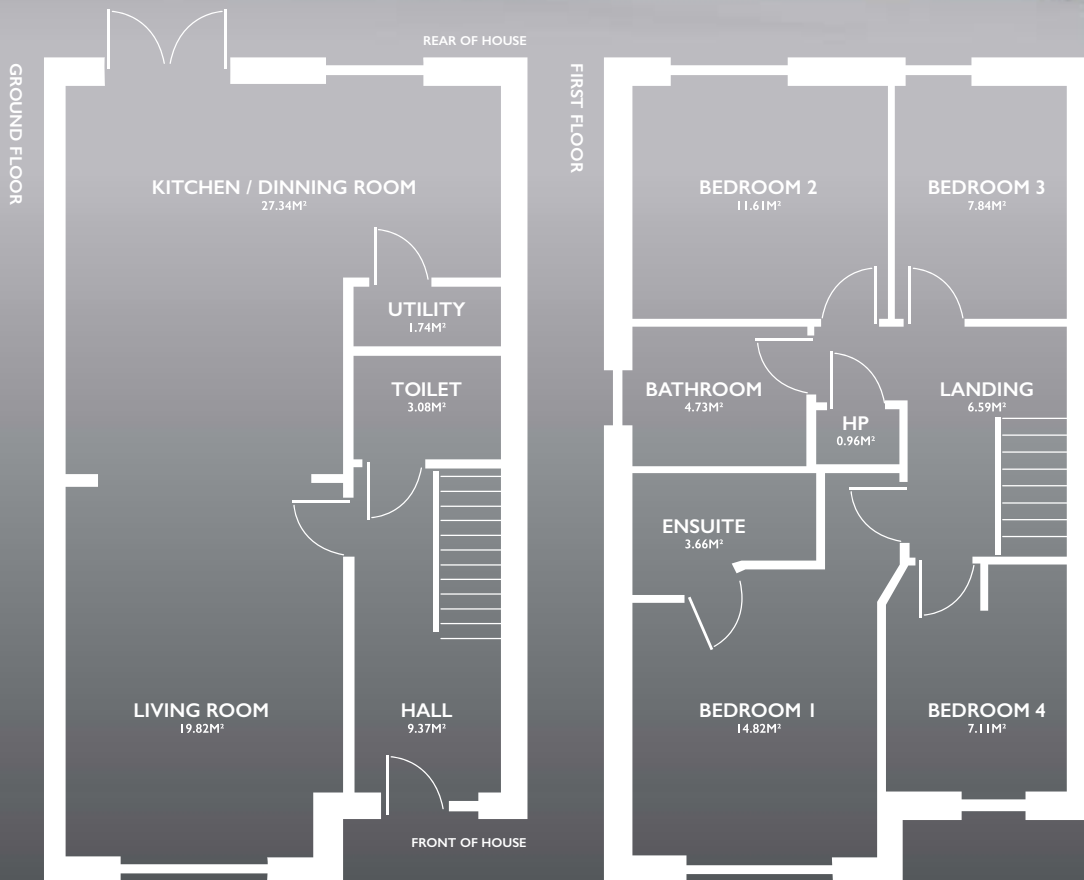 REAR OF HOUSE
GROUND FLOOR
KITCHEN / DINNING ROOM
27.34M²
UTILITY
1.74M²
TOILET
3.08M²
LIVING ROOM
19.82M²
HALL
9.37M²
FRONT OF HOUSE
FIRST FLOOR
BEDROOM 2
11.61M²
BEDROOM 3
7.84M²
BATHROOM
4.73M²
HP
0.96M²
LANDING
6.59M²
ENSUITE
3.66M²
BEDROOM 1
14.82M²
BEDROOM 4
7.11M²